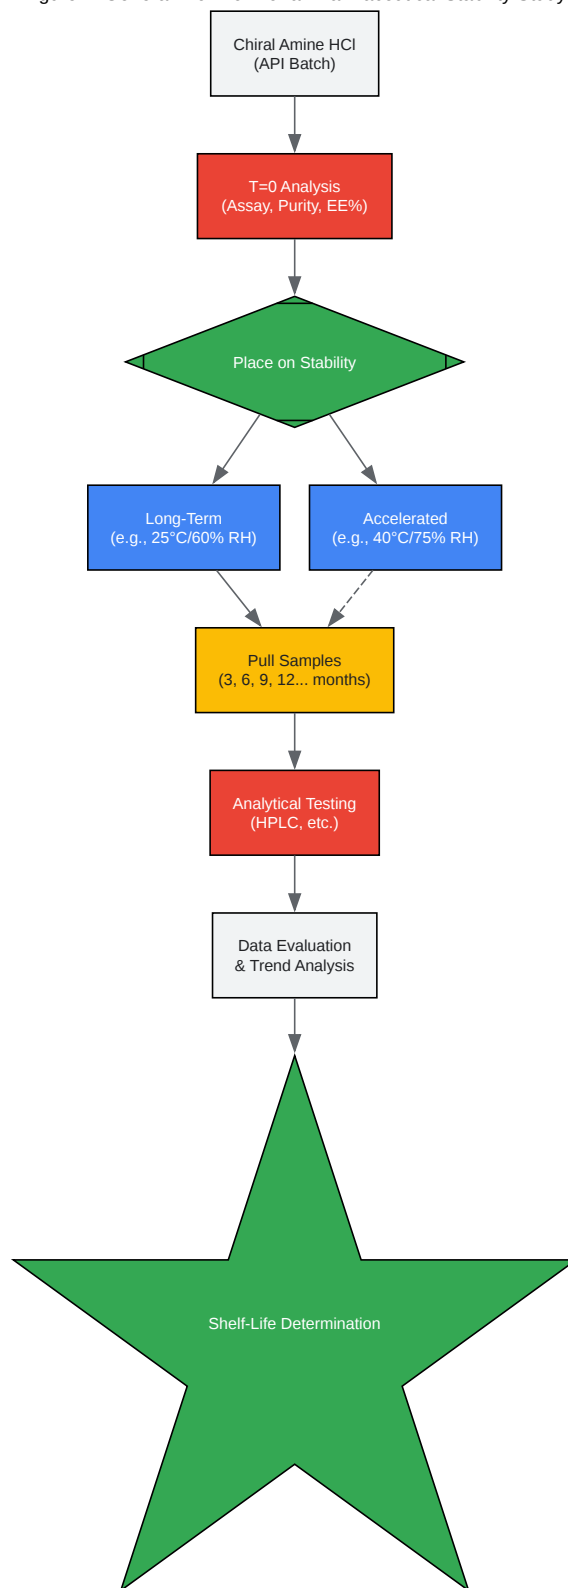 Chiral Amine HCl
(API Batch)
T=0 Analysis
(Assay, Purity, EE%)
Place on Stability
Long-Term
(e.g., 25°C/60% RH)
Accelerated
(e.g., 40°C/75% RH)
Pull Samples
(3, 6, 9, 12... months)
Analytical Testing
(HPLC, etc.)
Data Evaluation
& Trend Analysis
Shelf-Life Determination